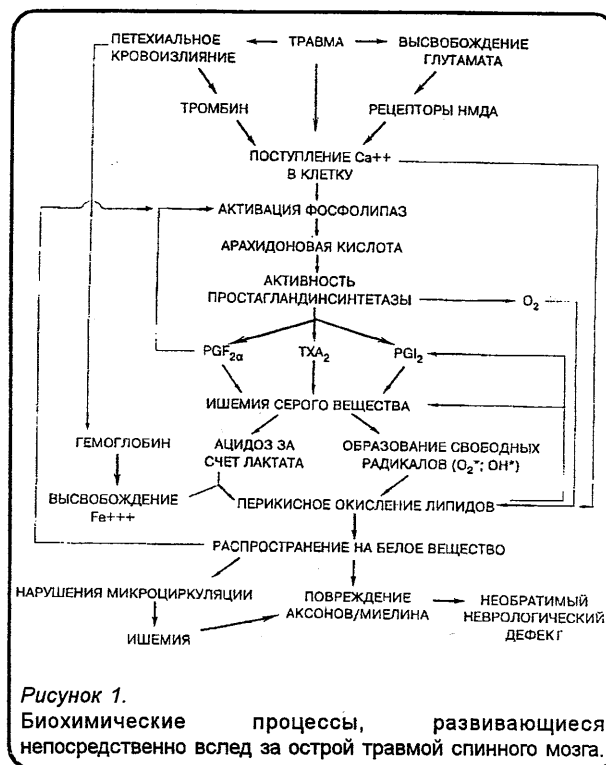 ПЕТЕХИАЛЬНОЕ КРОВОИЗЛИЯНИЕ
ТРАВМА
ВЫСВОБОЖДЕНИЕ ГЛУТАМАТА
ТРОМБИН
РЕЦЕПТОРЫ НМДА
ПОСТУПЛЕНИЕ Ca++
В КЛЕТКУ
АКТИВАЦИЯ ФОСФОЛИПАЗ
АРАХИДОНОВАЯ КИСЛОТА
АКТИВНОСТЬ
ПРОСТАГЛАНДИНСИНТЕТАЗЫ
O₂
PGF₂α
TXA₂
PGI₂
ИШЕМИЯ СЕРОГО ВЕЩЕСТВА
ГЕМОГЛОБИН
АЦИДОЗ ЗА
СЧЕТ ЛАКТАТА
ОБРАЗОВАНИЕ СВОБОДНЫХ
РАДИКАЛОВ (O₂*; OH*)
ВЫСВОБОЖДЕНИЕ
Fe+++
ПЕРИКИСНОЕ ОКИСЛЕНИЕ ЛИПИДОВ
РАСПРОСТРАНЕНИЕ НА БЕЛОЕ ВЕЩЕСТВО
НАРУШЕНИЯ МИКРОЦИРКУЛЯЦИИ
ИШЕМИЯ
ПОВРЕЖДЕНИЕ
АКСОНОВ/МИЕЛИНА
НЕОБРАТИМЫЙ
НЕВРОЛОГИЧЕСКИЙ
ДЕФЕКТ
Рисунок 1.
Биохимические процессы, развивающиеся
непосредственно вслед за острой травмой спинного мозга.